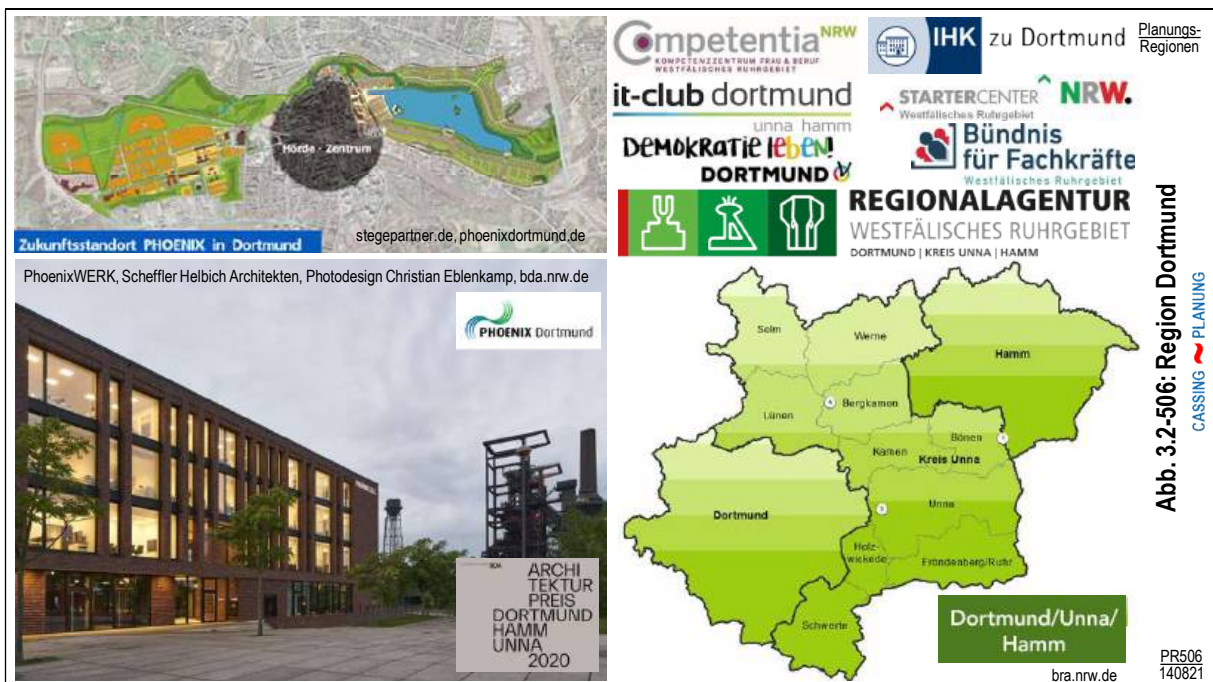 Hörde - Zentrum
Zukunftsstandort PHOENIX in Dortmund
stegepartner.de, phoenixdortmund.de
PhoenixWERK, Scheffler Helbich Architekten, Photodesign Christian Eblenkamp, bda.nrw.de
PHOENIX Dortmund
BDA
ARCHI
TEKTUR
PREIS
DORTMUND
HAMM
UNNA
2020
Competentia NRW
KOMPETENZZENTRUM FRAU & BERUF
WESTFÄLISCHES RUHRGEBIET
IHK zu Dortmund
it-club dortmund
unna hamm
STARTERCENTER NRW.
Westfälisches Ruhrgebiet
DEMOKRATIE leben!
DORTMUND
Bündnis
für Fachkräfte
Westfälisches Ruhrgebiet
REGIONALAGENTUR
WESTFÄLISCHES RUHRGEBIET
DORTMUND | KREIS UNNA | HAMM
Selm
Werne
Hamm
Lünen
Bergkamen
Bönen
Kamen
Kreis Unna
Unna
Dortmund
Holz-
wickede
Fröndenberg/Ruhr
Schwerte
Dortmund/Unna/
Hamm
bra.nrw.de
Planungs-
Regionen
Abb. 3.2-506: Region Dortmund
CASSING ~ PLANUNG
PR506
140821